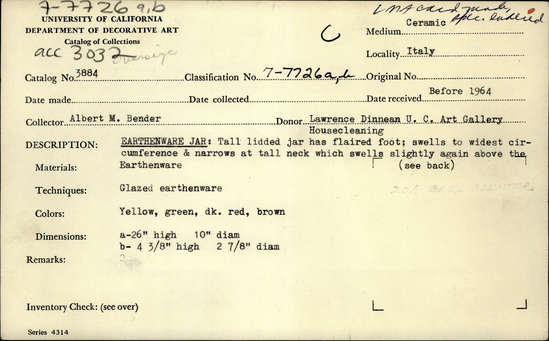 7-7726 a,b
UNIVERSITY OF CALIFORNIA
DEPARTMENT OF DECORATIVE ART
Catalog of Collections
acc 3032 oversize
C
Medium Ceramic
Locality Italy
Catalog No. 3884 Classification No. 7-7726a,b Original No.
Date made Date collected Date received Before 1964
Collector Albert M. Bender Donor Lawrence Dinnean U. C. Art Gallery
Housecleaning
DESCRIPTION: EARTHENWARE JAR: Tall lidded jar has flaired foot; swells to widest cir-
cumference & narrows at tall neck which swells slightly again above the
Materials: Earthenware (see back)
Techniques: Glazed earthenware
Colors: Yellow, green, dk. red, brown
Dimensions: a-26" high 10" diam
b- 4 3/8" high 2 7/8" diam
Remarks:
Inventory Check: (see over)
Series 4314